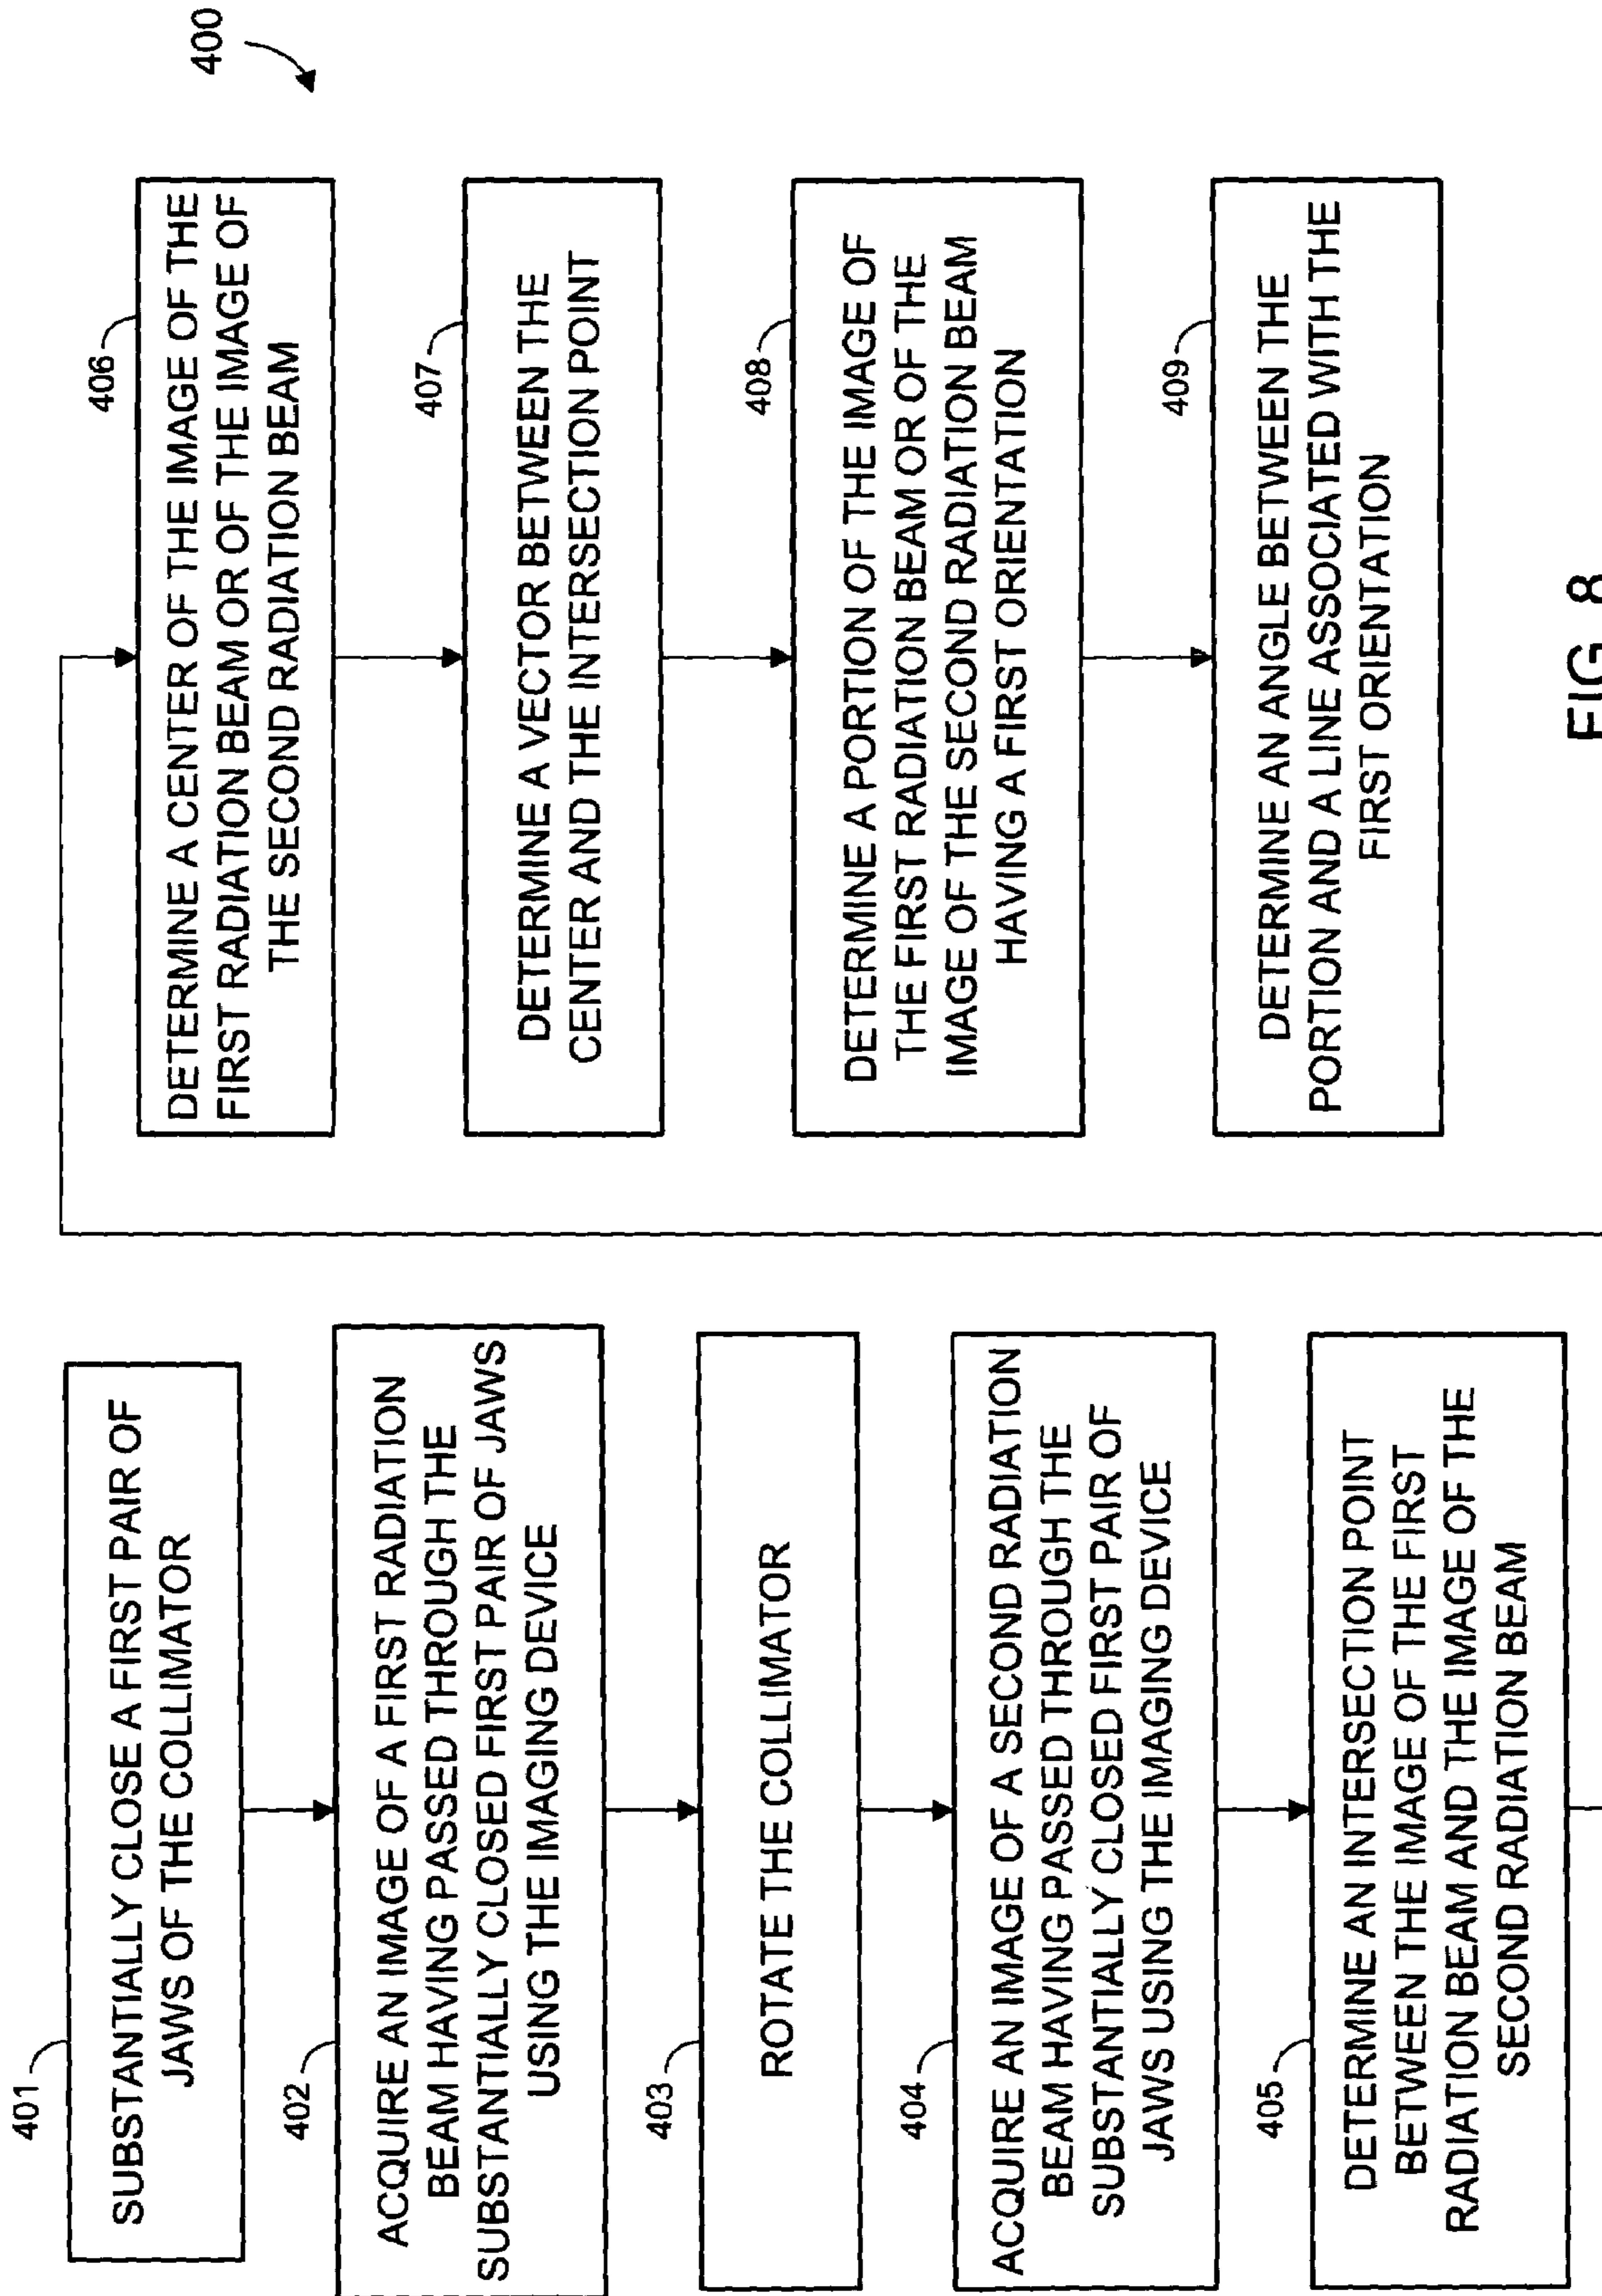 400
401
SUBSTANTIALLY CLOSE A FIRST PAIR OF
JAWS OF THE COLLIMATOR
402
ACQUIRE AN IMAGE OF A FIRST RADIATION
BEAM HAVING PASSED THROUGH THE
SUBSTANTIALLY CLOSED FIRST PAIR OF JAWS
USING THE IMAGING DEVICE
403
ROTATE THE COLLIMATOR
404
ACQUIRE AN IMAGE OF A SECOND RADIATION
BEAM HAVING PASSED THROUGH THE
SUBSTANTIALLY CLOSED FIRST PAIR OF
JAWS USING THE IMAGING DEVICE
405
DETERMINE AN INTERSECTION POINT
BETWEEN THE IMAGE OF THE FIRST
RADIATION BEAM AND THE IMAGE OF THE
SECOND RADIATION BEAM
406
DETERMINE A CENTER OF THE IMAGE OF THE
FIRST RADIATION BEAM OR OF THE IMAGE OF
THE SECOND RADIATION BEAM
407
DETERMINE A VECTOR BETWEEN THE
CENTER AND THE INTERSECTION POINT
408
DETERMINE A PORTION OF THE IMAGE OF
THE FIRST RADIATION BEAM OR OF THE
IMAGE OF THE SECOND RADIATION BEAM
HAVING A FIRST ORIENTATION
409
DETERMINE AN ANGLE BETWEEN THE
PORTION AND A LINE ASSOCIATED WITH THE
FIRST ORIENTATION
FIG. 8